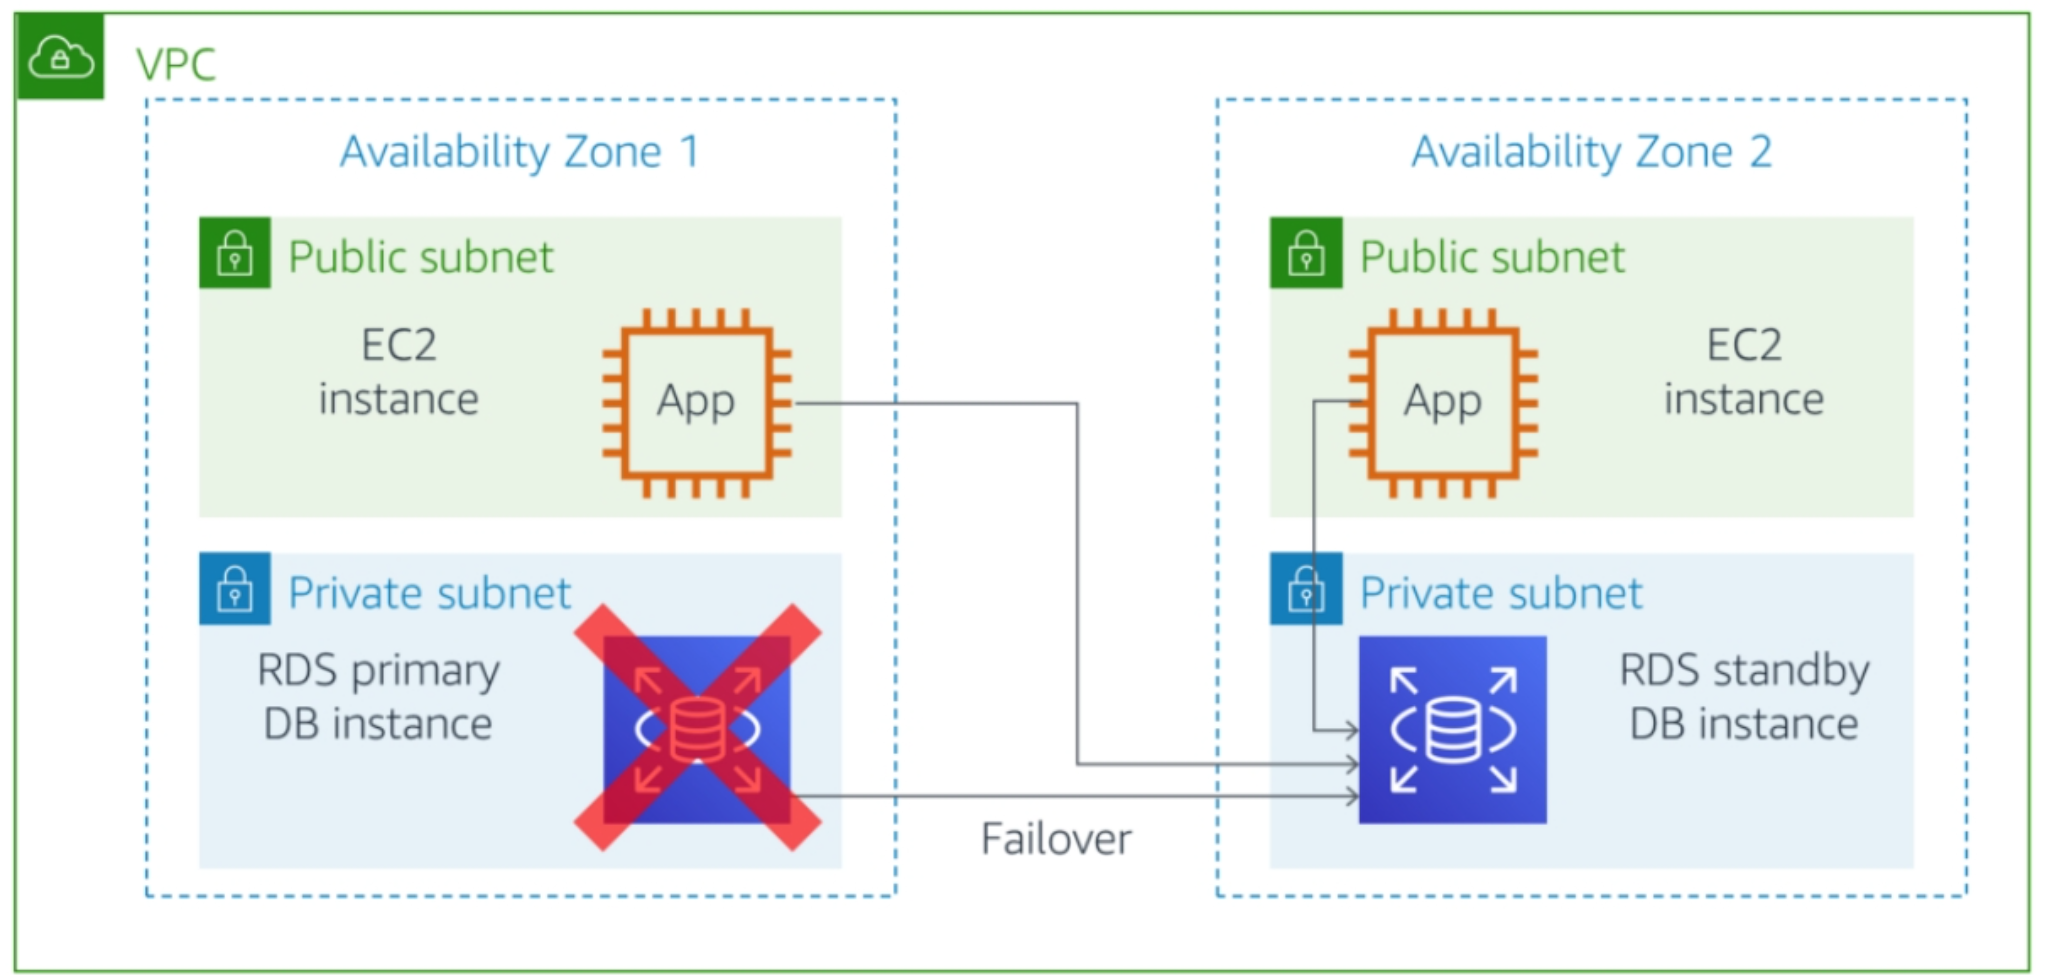 VPC
Availability Zone 1
Public subnet
EC2
instance
App
Private subnet
RDS primary
DB instance
Failover
Availability Zone 2
Public subnet
App
EC2
instance
Private subnet
RDS standby
DB instance